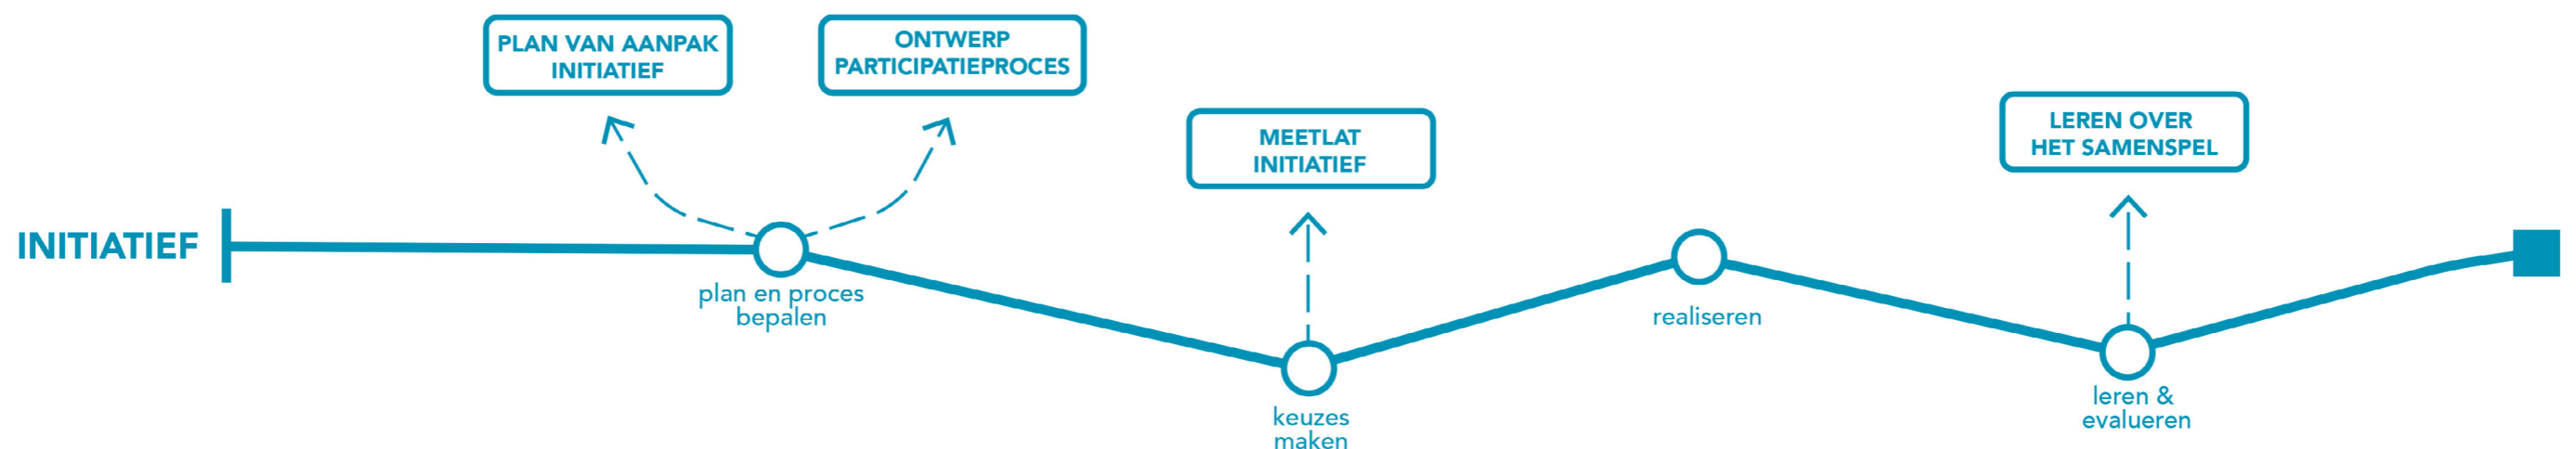 PLAN VAN AANPAK
INITIATIEF
ONTWERP
PARTICIPATIEPROCES
MEETLAT
INITIATIEF
LEREN OVER
HET SAMENSPEL
INITIATIEF
plan en proces
bepalen
keuzes
maken
realiseren
leren &
evalueren